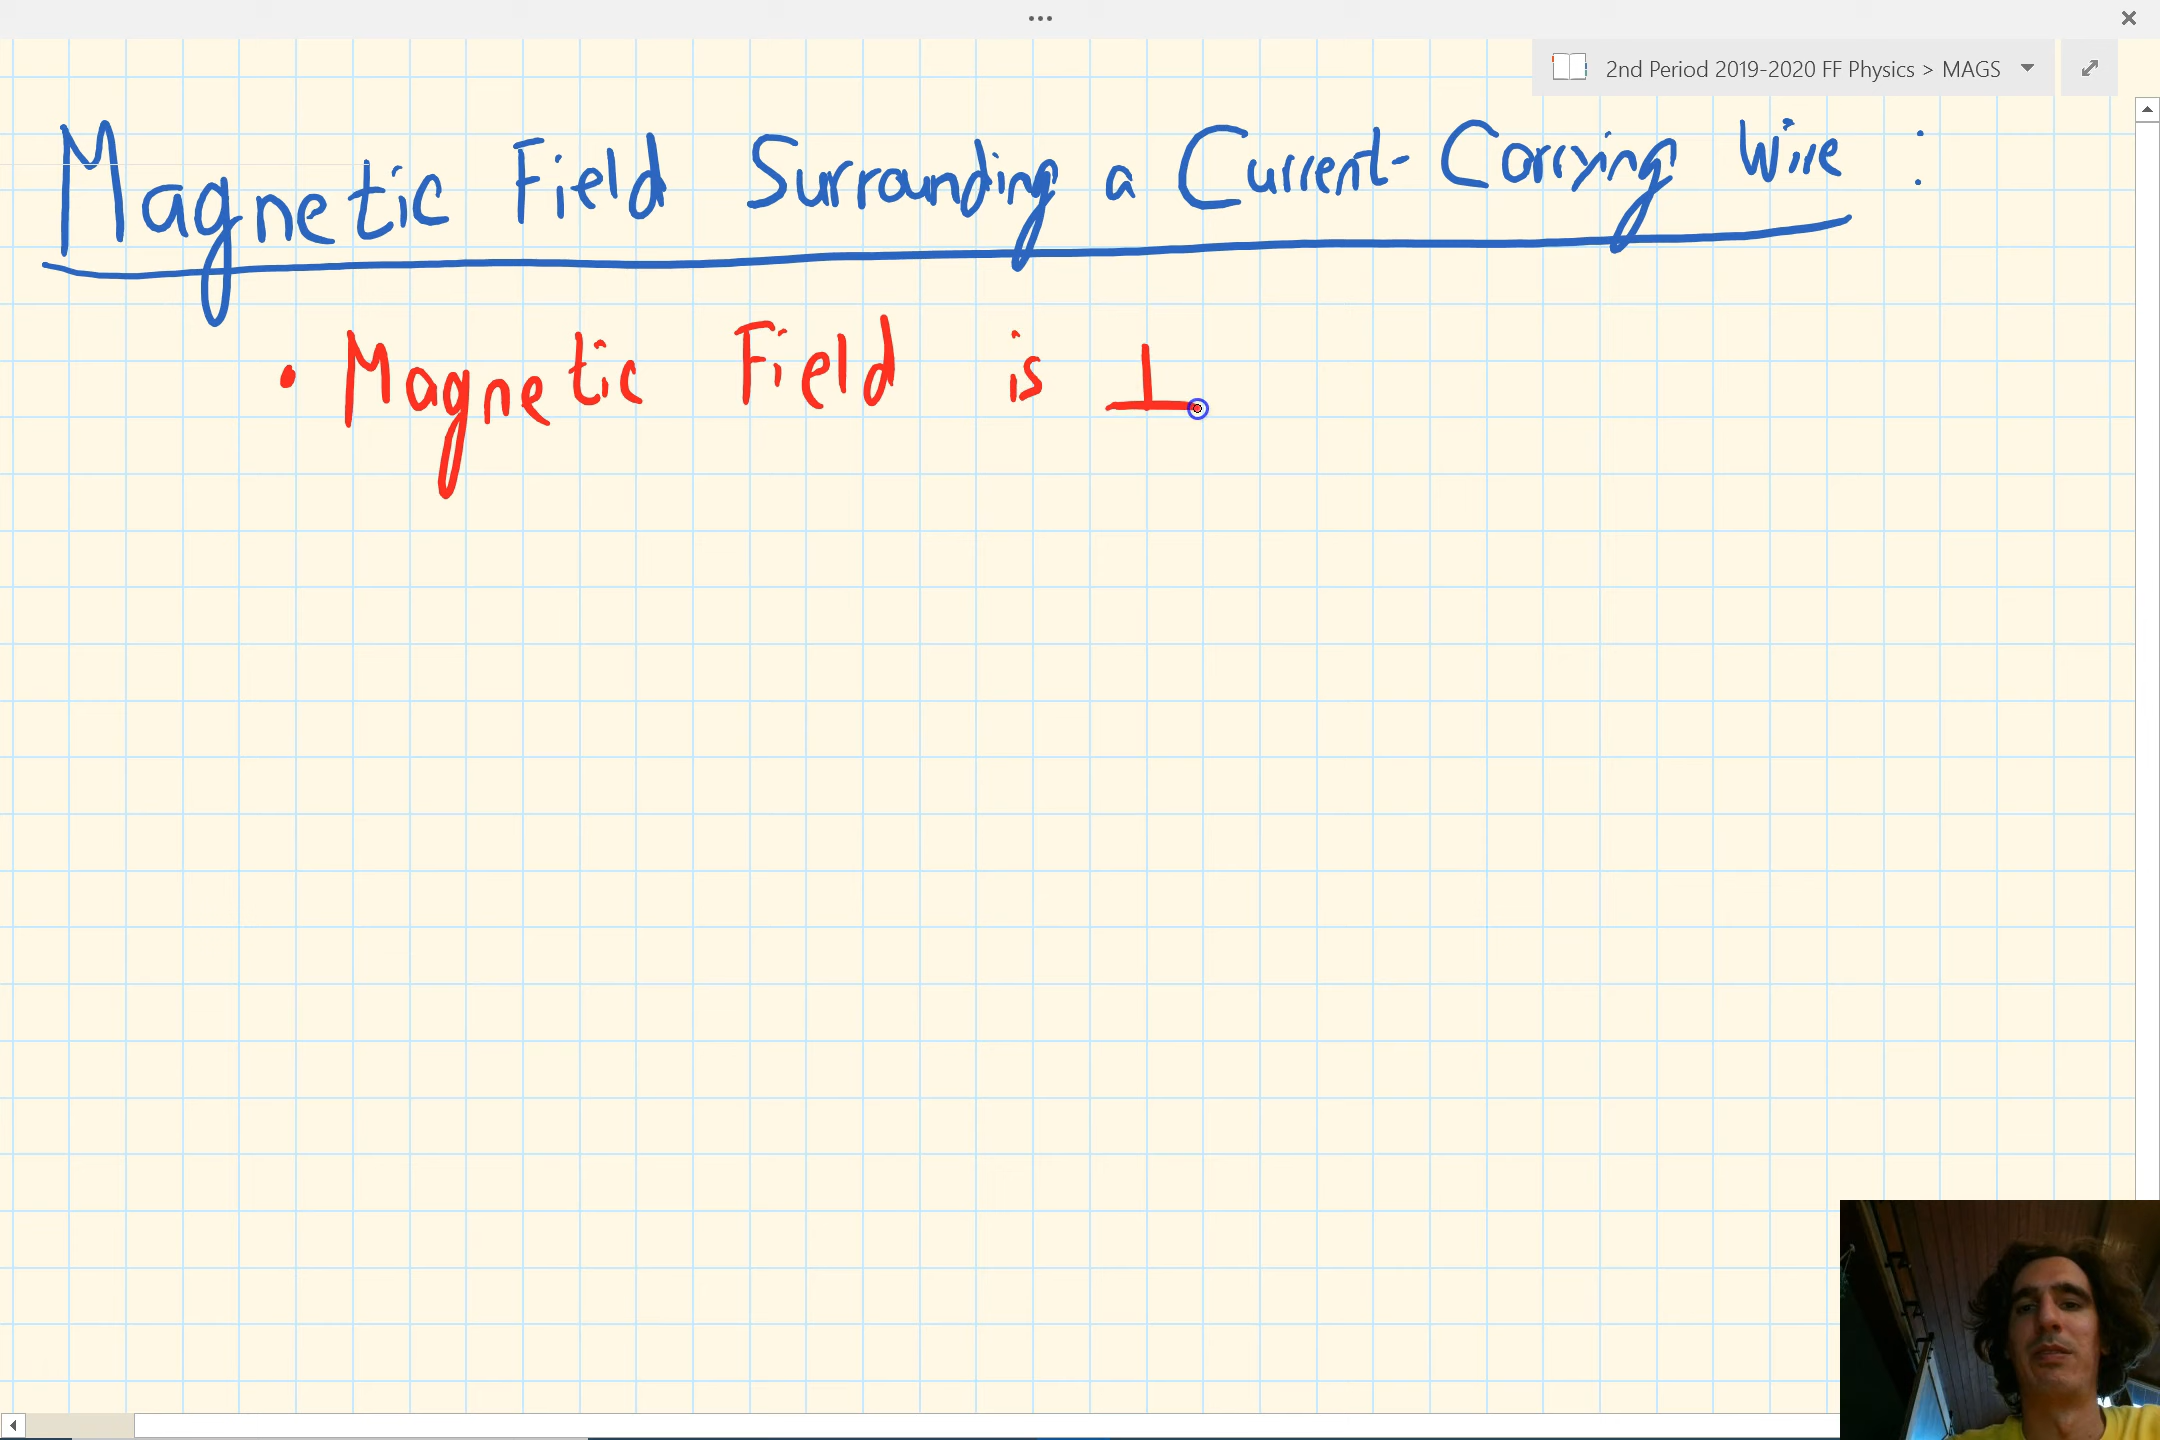 2nd Period 2019-2020 FF Physics > MAGS
Magnetic Field Surrounding a Current-Carrying Wire :
• Magnetic Field is ⊥